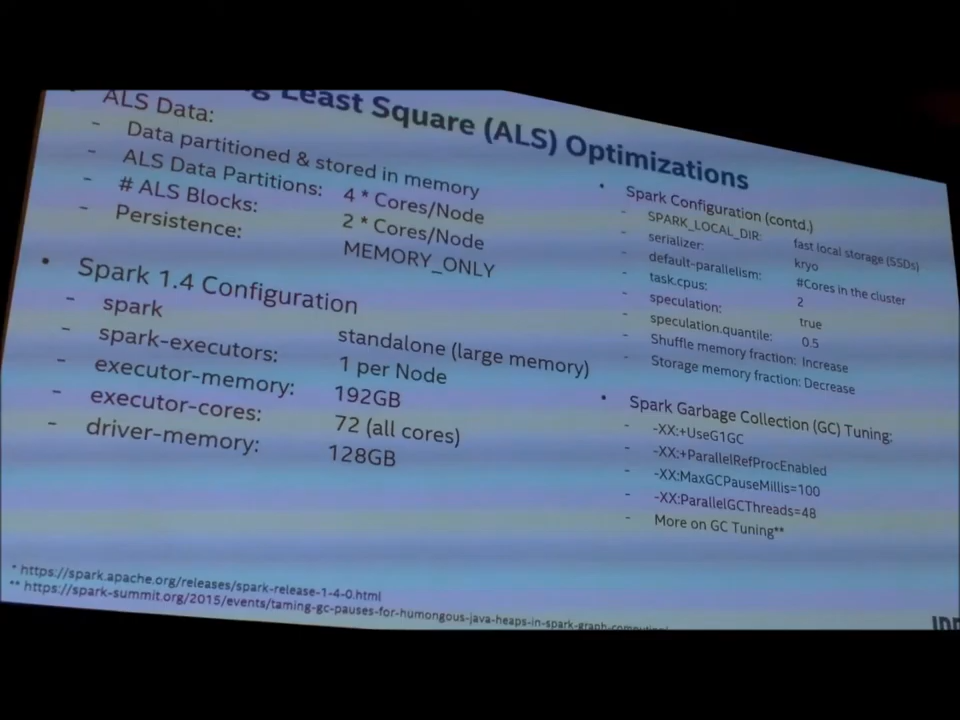 Least Square (ALS) Optimizations
ALS Data:
- Data partitioned & stored in memory
- ALS Data Partitions: 4 * Cores/Node
- # ALS Blocks: 2 * Cores/Node
- Persistence: MEMORY_ONLY
• Spark 1.4 Configuration
- spark standalone (large memory)
- spark-executors: 1 per Node
- executor-memory: 192GB
- executor-cores: 72 (all cores)
- driver-memory: 128GB
• Spark Configuration (contd.)
- SPARK_LOCAL_DIR: fast local storage (SSDs)
- serializer: kryo
- default-parallelism: #Cores in the cluster
- task.cpus: 2
- speculation: true
- speculation.quantile: 0.5
- Shuffle memory fraction: Increase
- Storage memory fraction: Decrease
• Spark Garbage Collection (GC) Tuning:
- -XX:+UseG1GC
- -XX:+ParallelRefProcEnabled
- -XX:MaxGCPauseMillis=100
- -XX:ParallelGCThreads=48
- More on GC Tuning**
* https://spark.apache.org/releases/spark-release-1-4-0.html
** https://spark-summit.org/2015/events/taming-gc-pauses-for-humongous-java-heaps-in-spark-graph-computing/